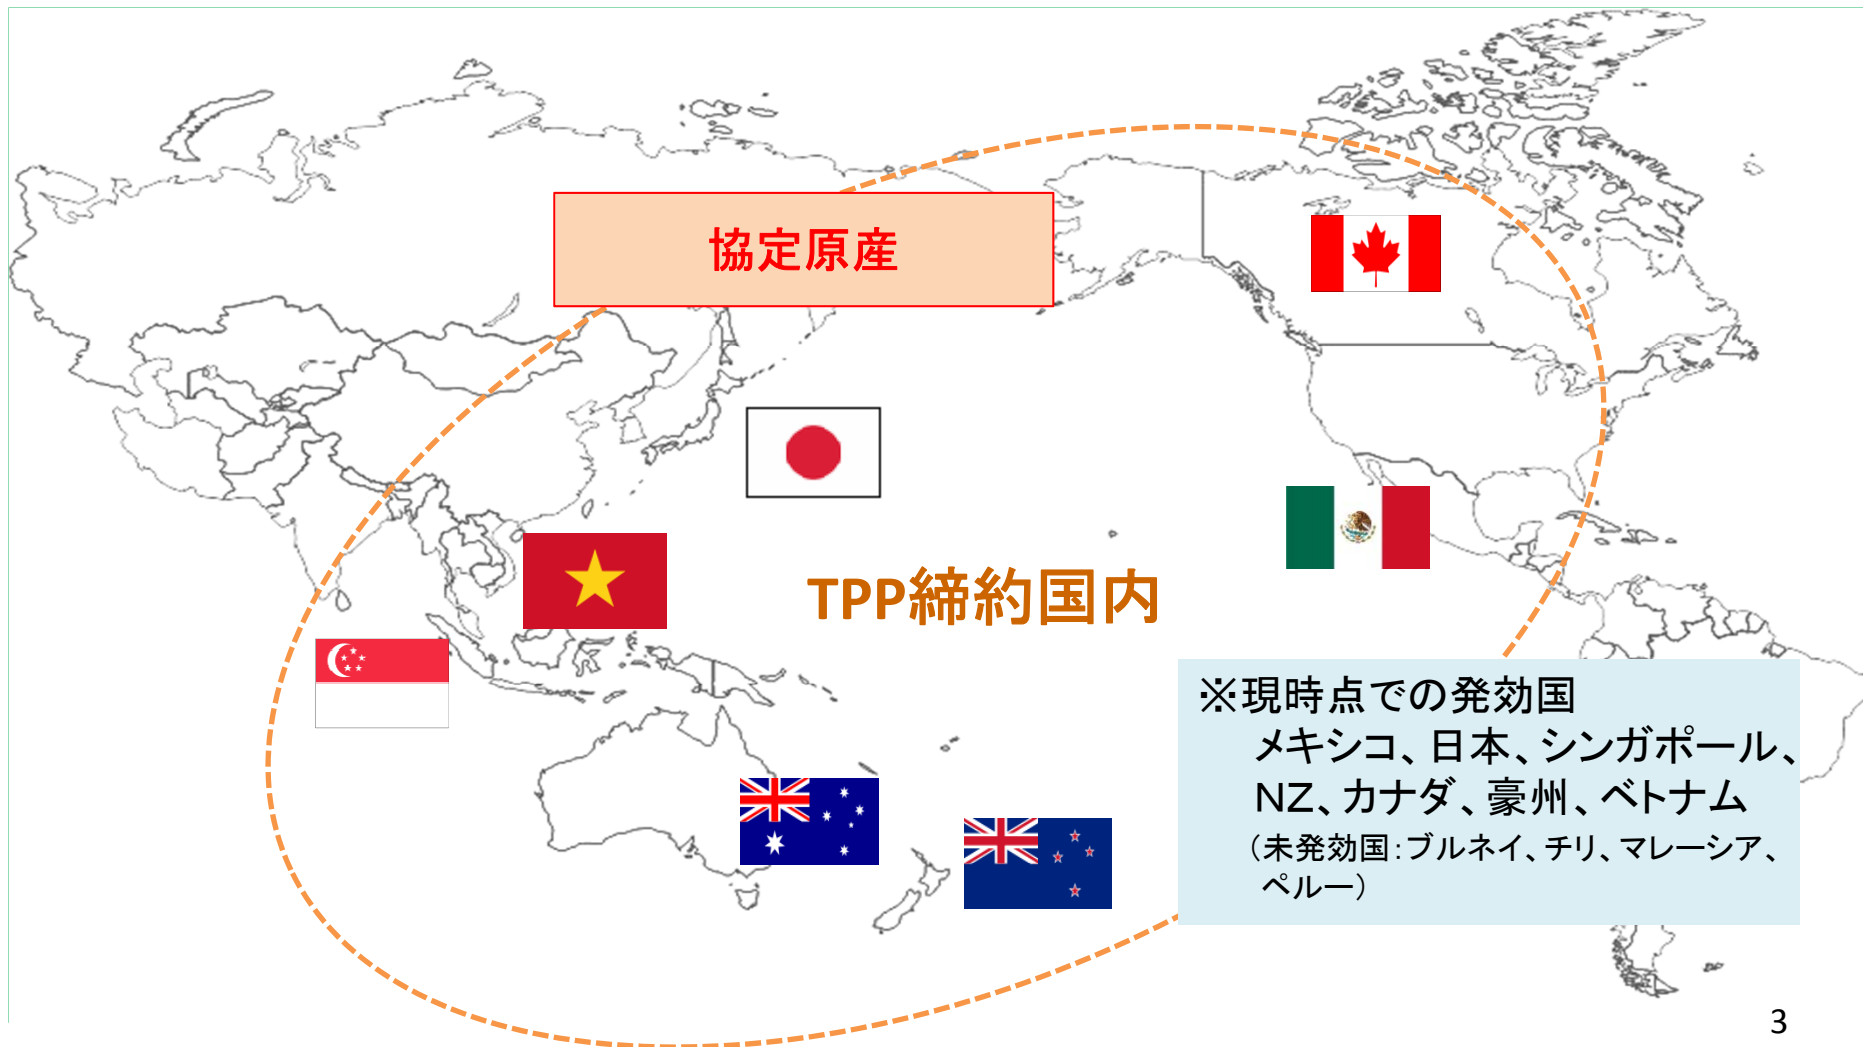 協定原産
TPP締約国内
※現時点での発効国
メキシコ、日本、シンガポール、
NZ、カナダ、豪州、ベトナム
（未発効国：ブルネイ、チリ、マレーシア、
ペルー）
3